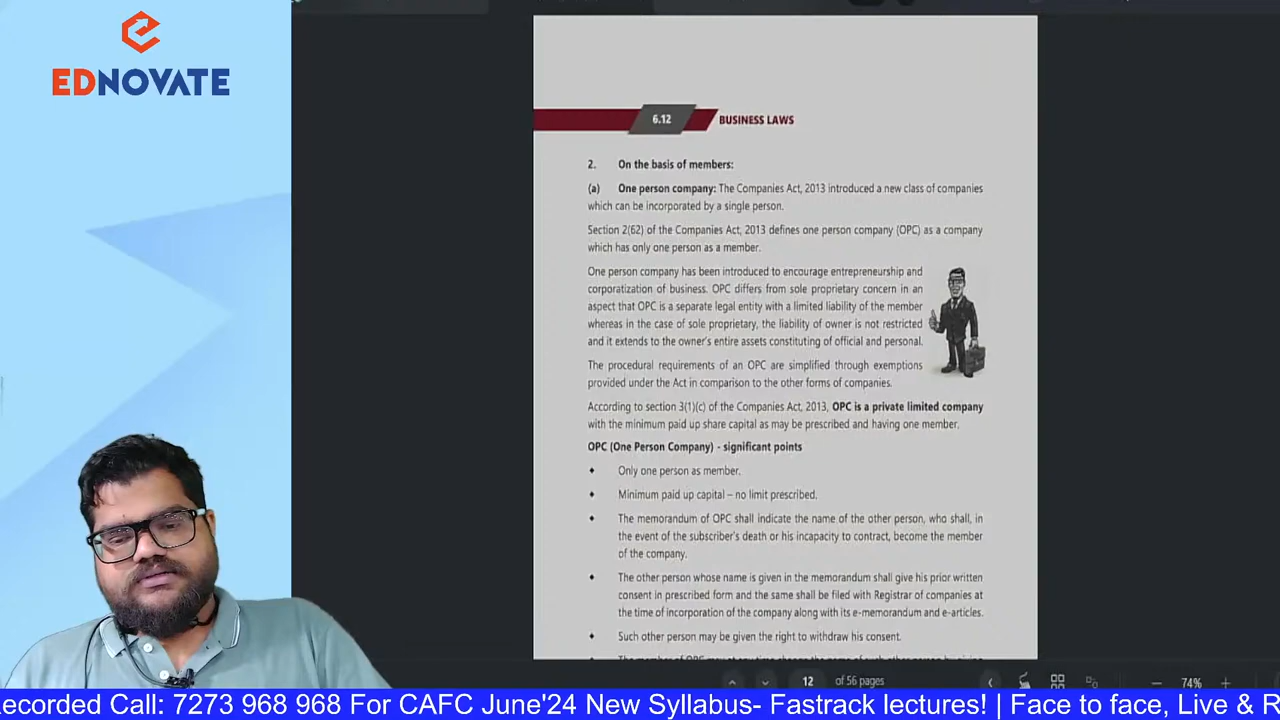 EDNOVATE
6.12 BUSINESS LAWS
2. On the basis of members:
(a) One person company: The Companies Act, 2013 introduced a new class of companies
which can be incorporated by a single person.
Section 2(62) of the Companies Act, 2013 defines one person company (OPC) as a company
which has only one person as a member.
One person company has been introduced to encourage entrepreneurship and
corporatization of business. OPC differs from sole proprietary concern in an
aspect that OPC is a separate legal entity with a limited liability of the member
whereas in the case of sole proprietary, the liability of owner is not restricted
and it extends to the owner's entire assets constituting of official and personal.
The procedural requirements of an OPC are simplified through exemptions
provided under the Act in comparison to the other forms of companies.
According to section 3(1)(c) of the Companies Act, 2013, OPC is a private limited company
with the minimum paid up share capital as may be prescribed and having one member.
OPC (One Person Company) - significant points
♦ Only one person as member.
♦ Minimum paid up capital – no limit prescribed.
♦ The memorandum of OPC shall indicate the name of the other person, who shall, in
the event of the subscriber's death or his incapacity to contract, become the member
of the company.
♦ The other person whose name is given in the memorandum shall give his prior written
consent in prescribed form and the same shall be filed with Registrar of companies at
the time of incorporation of the company along with its e-memorandum and e-articles.
♦ Such other person may be given the right to withdraw his consent.
12 of 56 pages
74%
ecorded Call: 7273 968 968 For CAFC June'24 New Syllabus- Fastrack lectures! | Face to face, Live & R